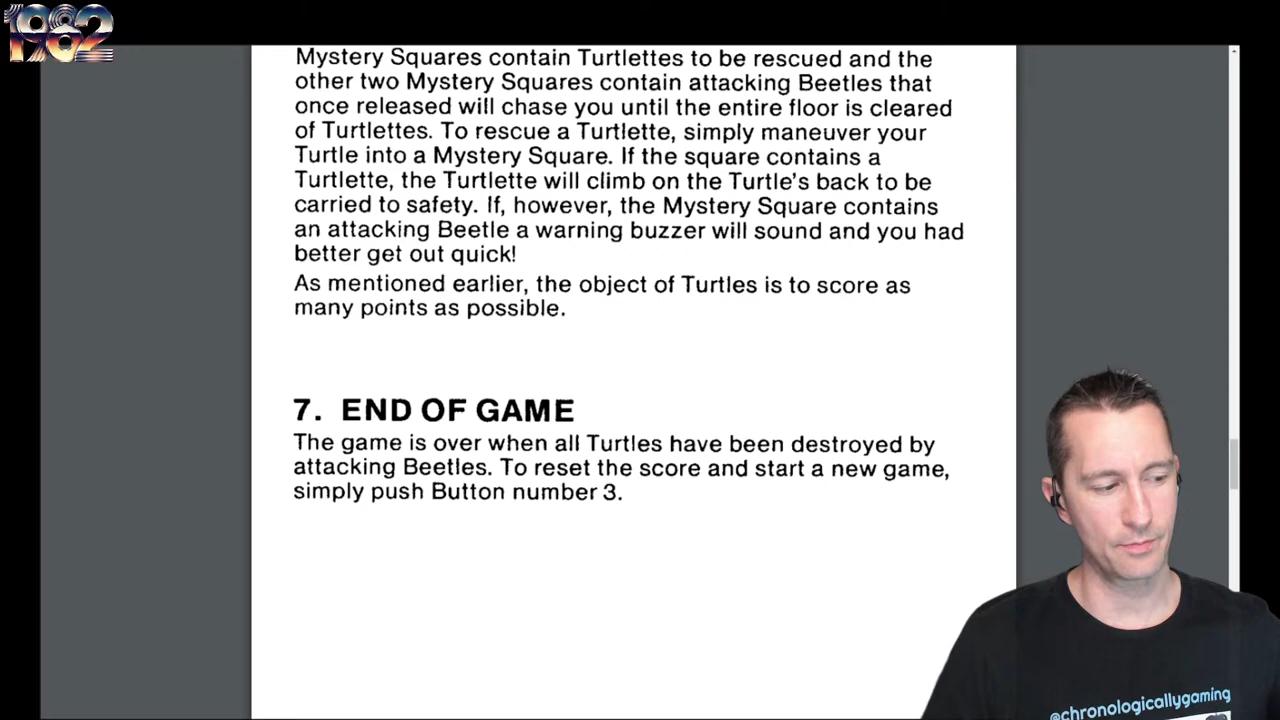 1982
Mystery Squares contain Turtlettes to be rescued and the
other two Mystery Squares contain attacking Beetles that
once released will chase you until the entire floor is cleared
of Turtlettes. To rescue a Turtlette, simply maneuver your
Turtle into a Mystery Square. If the square contains a
Turtlette, the Turtlette will climb on the Turtle's back to be
carried to safety. If, however, the Mystery Square contains
an attacking Beetle a warning buzzer will sound and you had
better get out quick!
As mentioned earlier, the object of Turtles is to score as
many points as possible.
7. END OF GAME
The game is over when all Turtles have been destroyed by
attacking Beetles. To reset the score and start a new game,
simply push Button number 3.
@chronologicallygaming